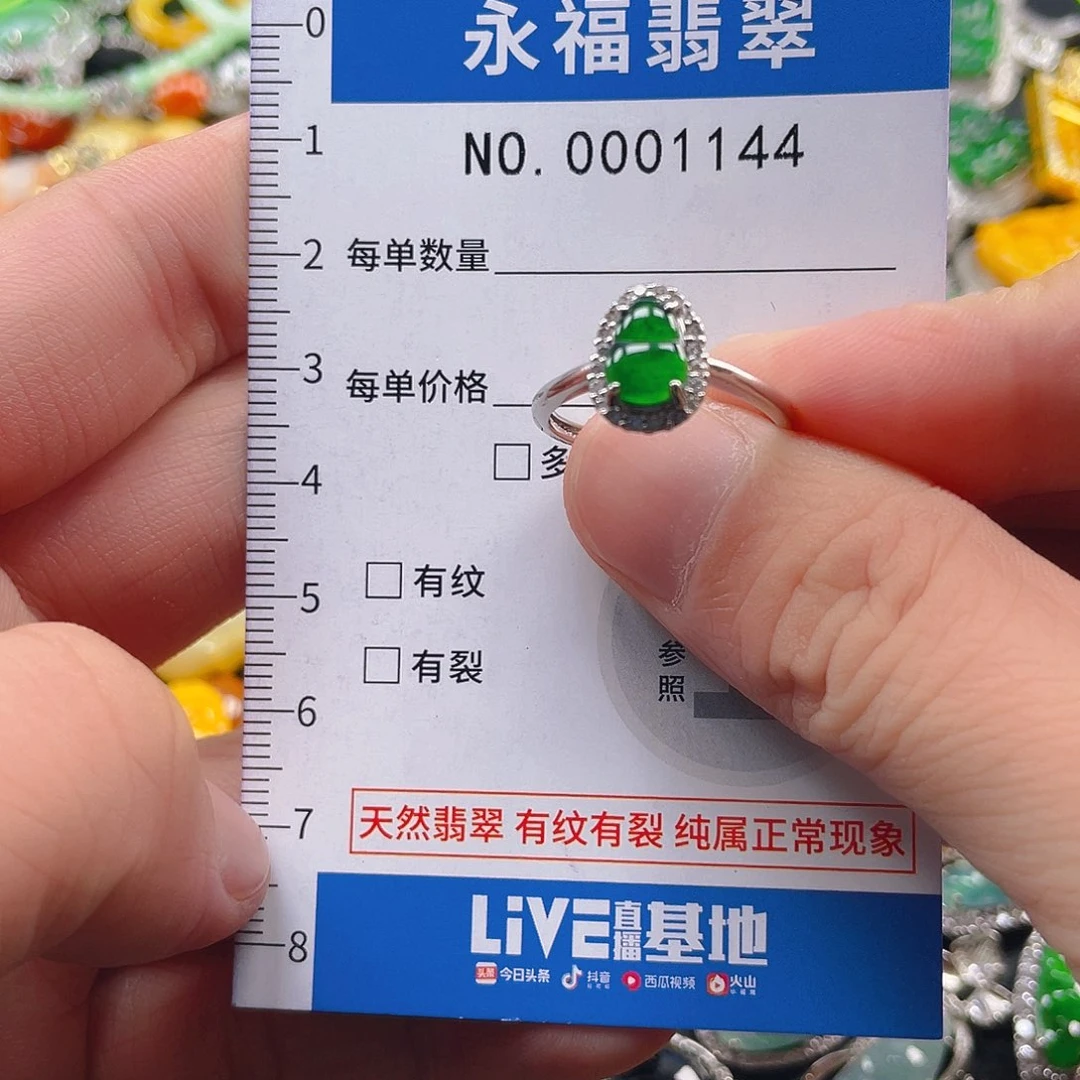 0
永福翡翠
1
NO. 0001144
2
每单数量
3
每单价格
4
多
5
有纹
有裂
参照
6
7
天然翡翠 有纹有裂 纯属正常现象
LiVE直播基地
8
头条 今日头条 抖音 西瓜视频 火山